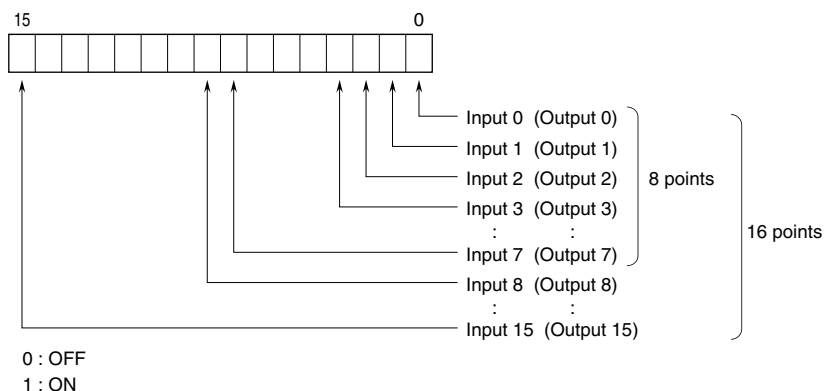 15 0
Input 0 (Output 0)
Input 1 (Output 1)
Input 2 (Output 2)
8 points
Input 3 (Output 3)
: :
16 points
Input 7 (Output 7)
Input 8 (Output 8)
: :
Input 15 (Output 15)
0 : OFF
1 : ON